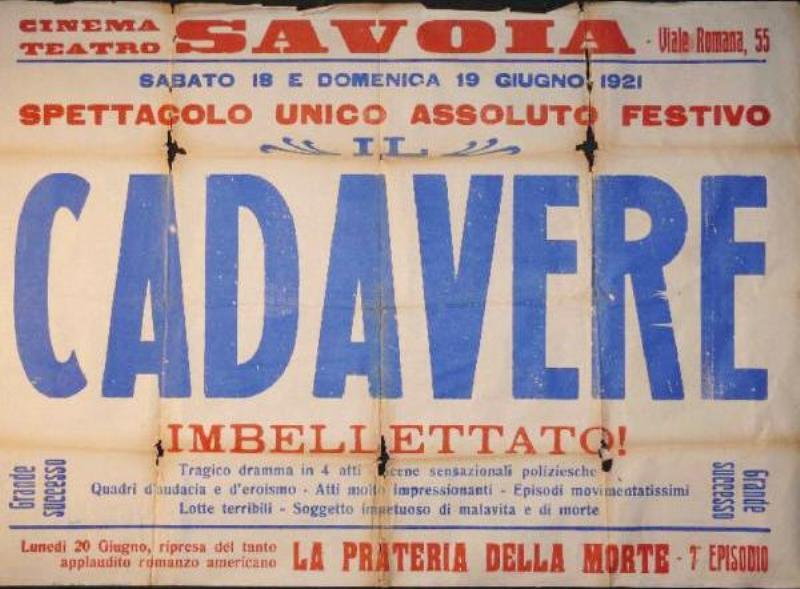 CINEMA
TEATRO
SAVOIA
- Viale Romana, 55
SABATO 18 E DOMENICA 19 GIUGNO 1921
SPETTACOLO UNICO ASSOLUTO FESTIVO
IL
CADAVERE
IMBELLETTATO!
Grande
successo
Tragico dramma in 4 atti - Scene sensazionali poliziesche
Quadri d'audacia e d'eroismo - Atti molto impressionanti - Episodi movimentatissimi
Lotte terribili - Soggetto impetuoso di malavita e di morte
Grande
successo
Lunedì 20 Giugno, ripresa del tanto
applaudito romanzo americano
LA PRATERIA DELLA MORTE - 7° EPISODIO